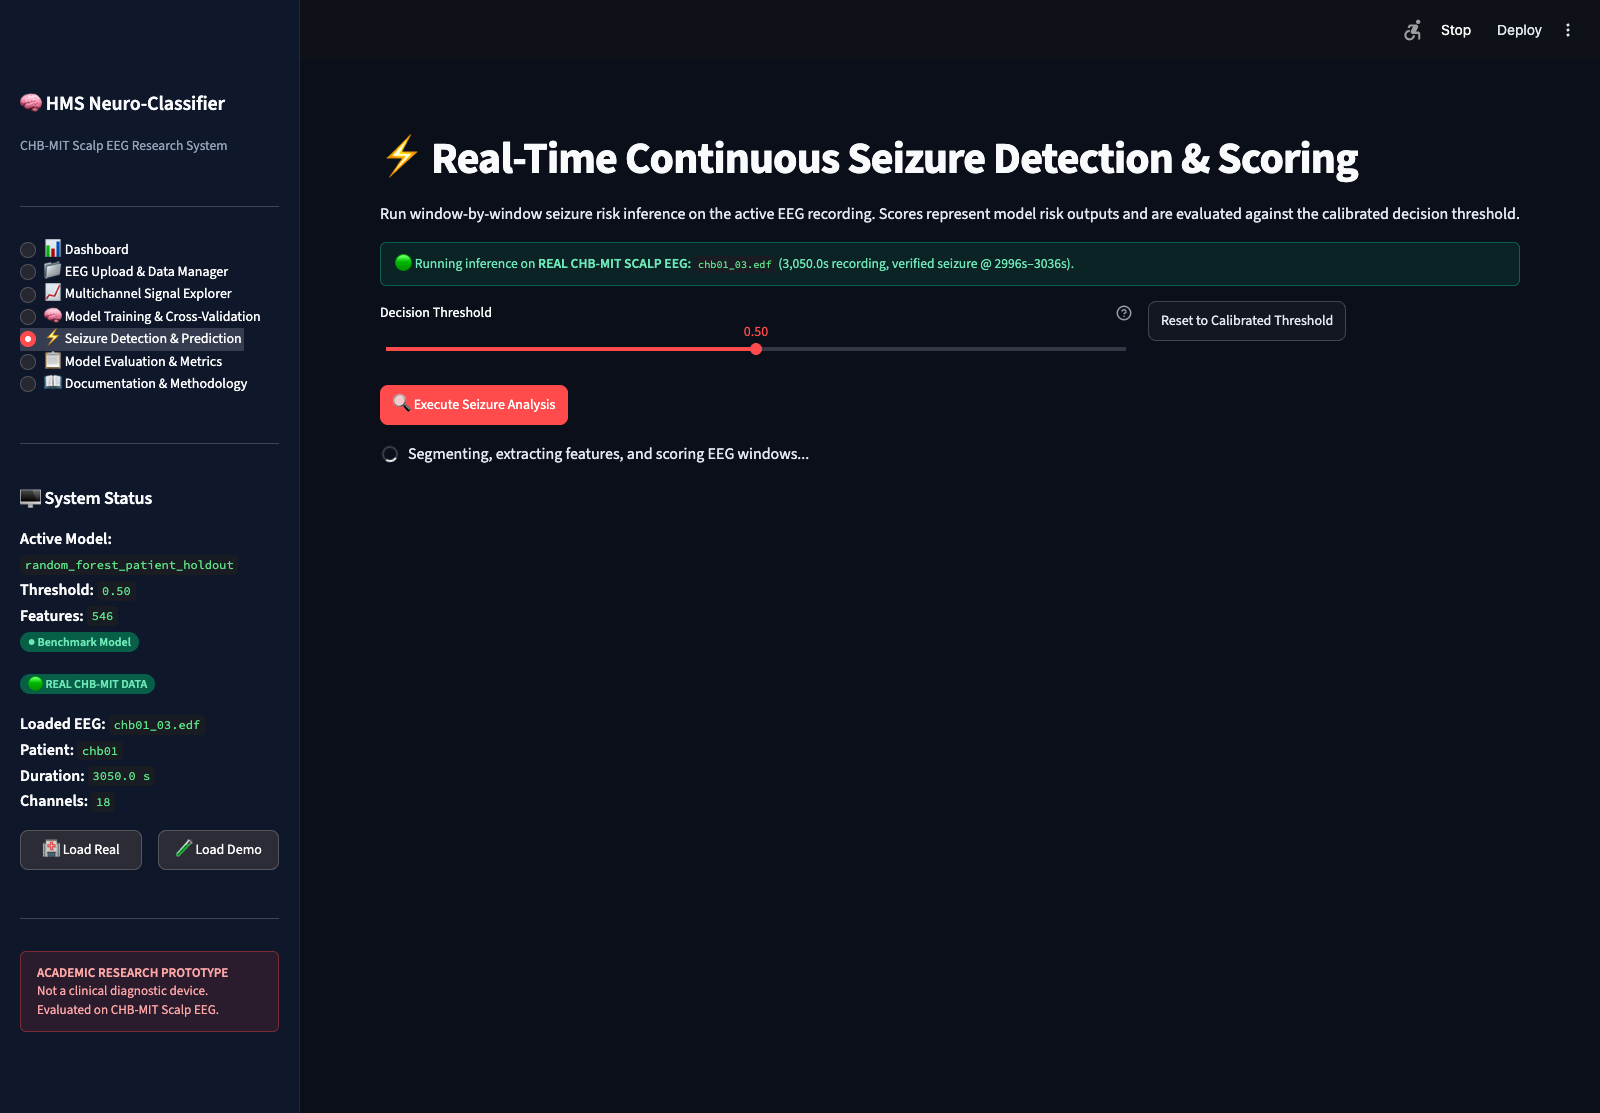 Stop
Deploy
🧠 HMS Neuro-Classifier
CHB-MIT Scalp EEG Research System
📊 Dashboard
📁 EEG Upload & Data Manager
📈 Multichannel Signal Explorer
🧠 Model Training & Cross-Validation
⚡ Seizure Detection & Prediction
📋 Model Evaluation & Metrics
📖 Documentation & Methodology
🖥️ System Status
Active Model:
random_forest_patient_holdout
Threshold: 0.50
Features: 546
● Benchmark Model
🟢 REAL CHB-MIT DATA
Loaded EEG: chb01_03.edf
Patient: chb01
Duration: 3050.0 s
Channels: 18
🏥 Load Real
🧪 Load Demo
ACADEMIC RESEARCH PROTOTYPE
Not a clinical diagnostic device.
Evaluated on CHB-MIT Scalp EEG.
⚡ Real-Time Continuous Seizure Detection & Scoring
Run window-by-window seizure risk inference on the active EEG recording. Scores represent model risk outputs and are evaluated against the calibrated decision threshold.
🟢 Running inference on REAL CHB-MIT SCALP EEG: chb01_03.edf (3,050.0s recording, verified seizure @ 2996s–3036s).
Decision Threshold
0.50
Reset to Calibrated Threshold
🔍 Execute Seizure Analysis
Segmenting, extracting features, and scoring EEG windows...